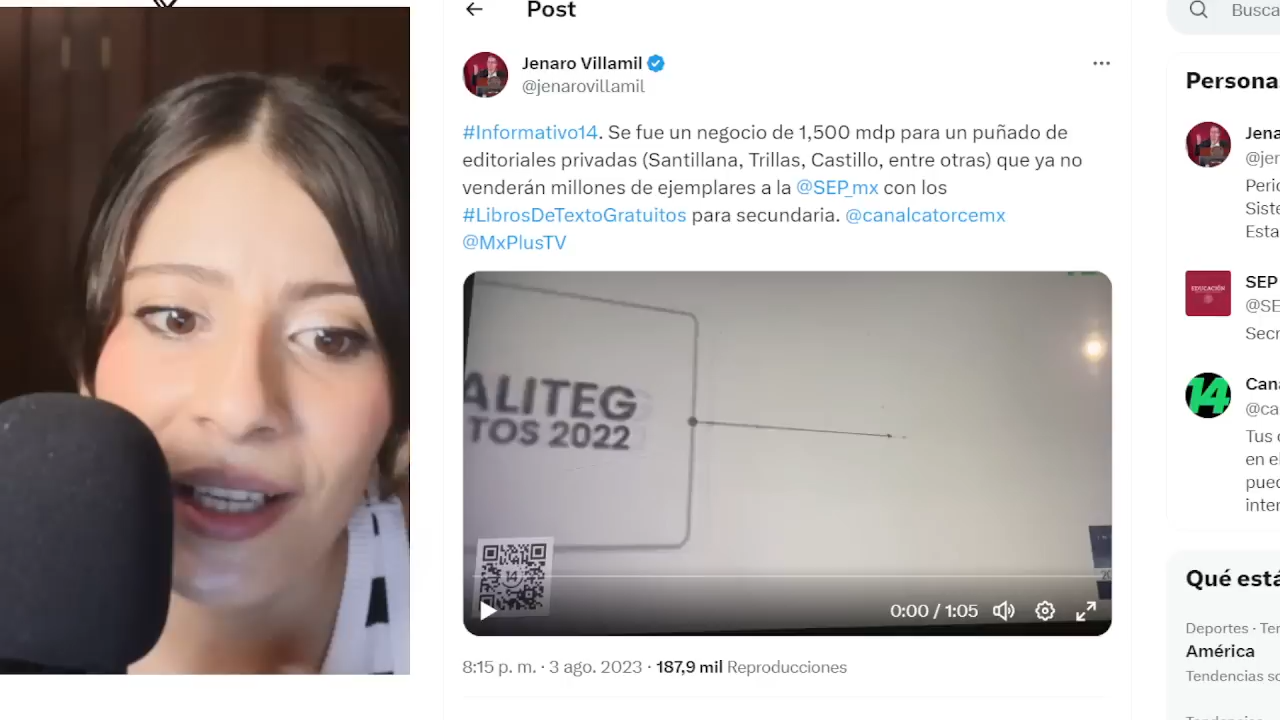 Post
Busca
Jenaro Villamil
@jenarovillamil
#Informativo14. Se fue un negocio de 1,500 mdp para un puñado de
editoriales privadas (Santillana, Trillas, Castillo, entre otras) que ya no
venderán millones de ejemplares a la @SEP_mx con los
#LibrosDeTextoGratuitos para secundaria. @canalcatorcemx
@MxPlusTV
ALITEG
TOS 2022
14
0:00 / 1:05
8:15 p. m. · 3 ago. 2023 · 187,9 mil Reproducciones
Persona
Jena
@jer
Perio
Siste
Esta
EDUCACIÓN
SEP
@SE
Secr
14
Cana
@ca
Tus
en e
pued
inter
Qué está
Deportes · Ter
América
Tendencias so